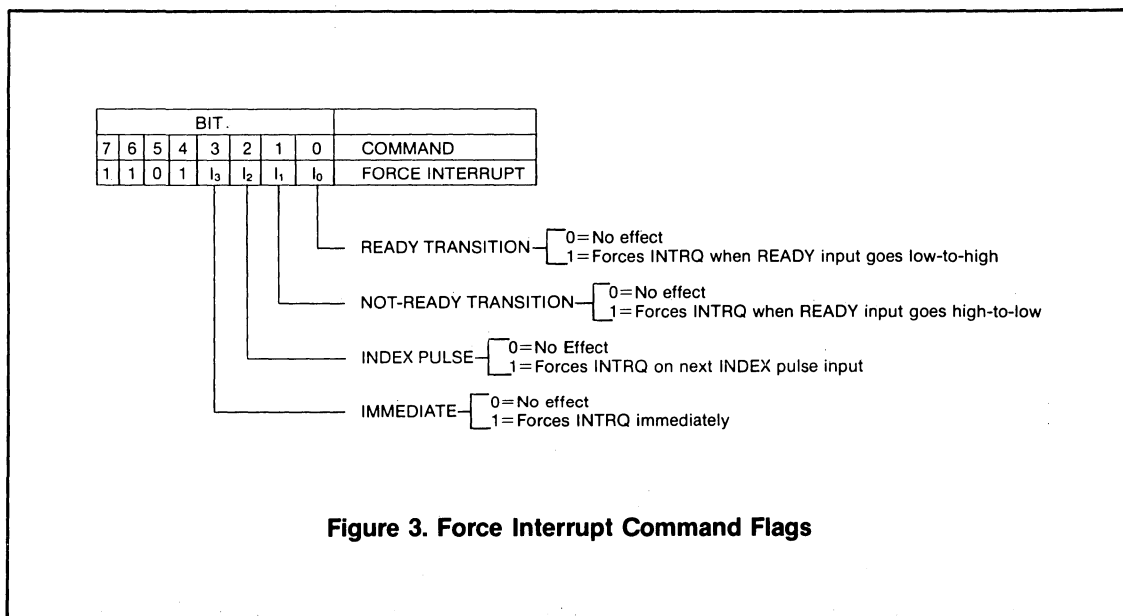 BIT.
7 6 5 4 3 2 1 0 COMMAND
1 1 0 1 I₃ I₂ I₁ I₀ FORCE INTERRUPT
READY TRANSITION 0=No effect
1=Forces INTRQ when READY input goes low-to-high
NOT-READY TRANSITION 0=No effect
1=Forces INTRQ when READY input goes high-to-low
INDEX PULSE 0=No Effect
1=Forces INTRQ on next INDEX pulse input
IMMEDIATE 0=No effect
1=Forces INTRQ immediately
Figure 3. Force Interrupt Command Flags